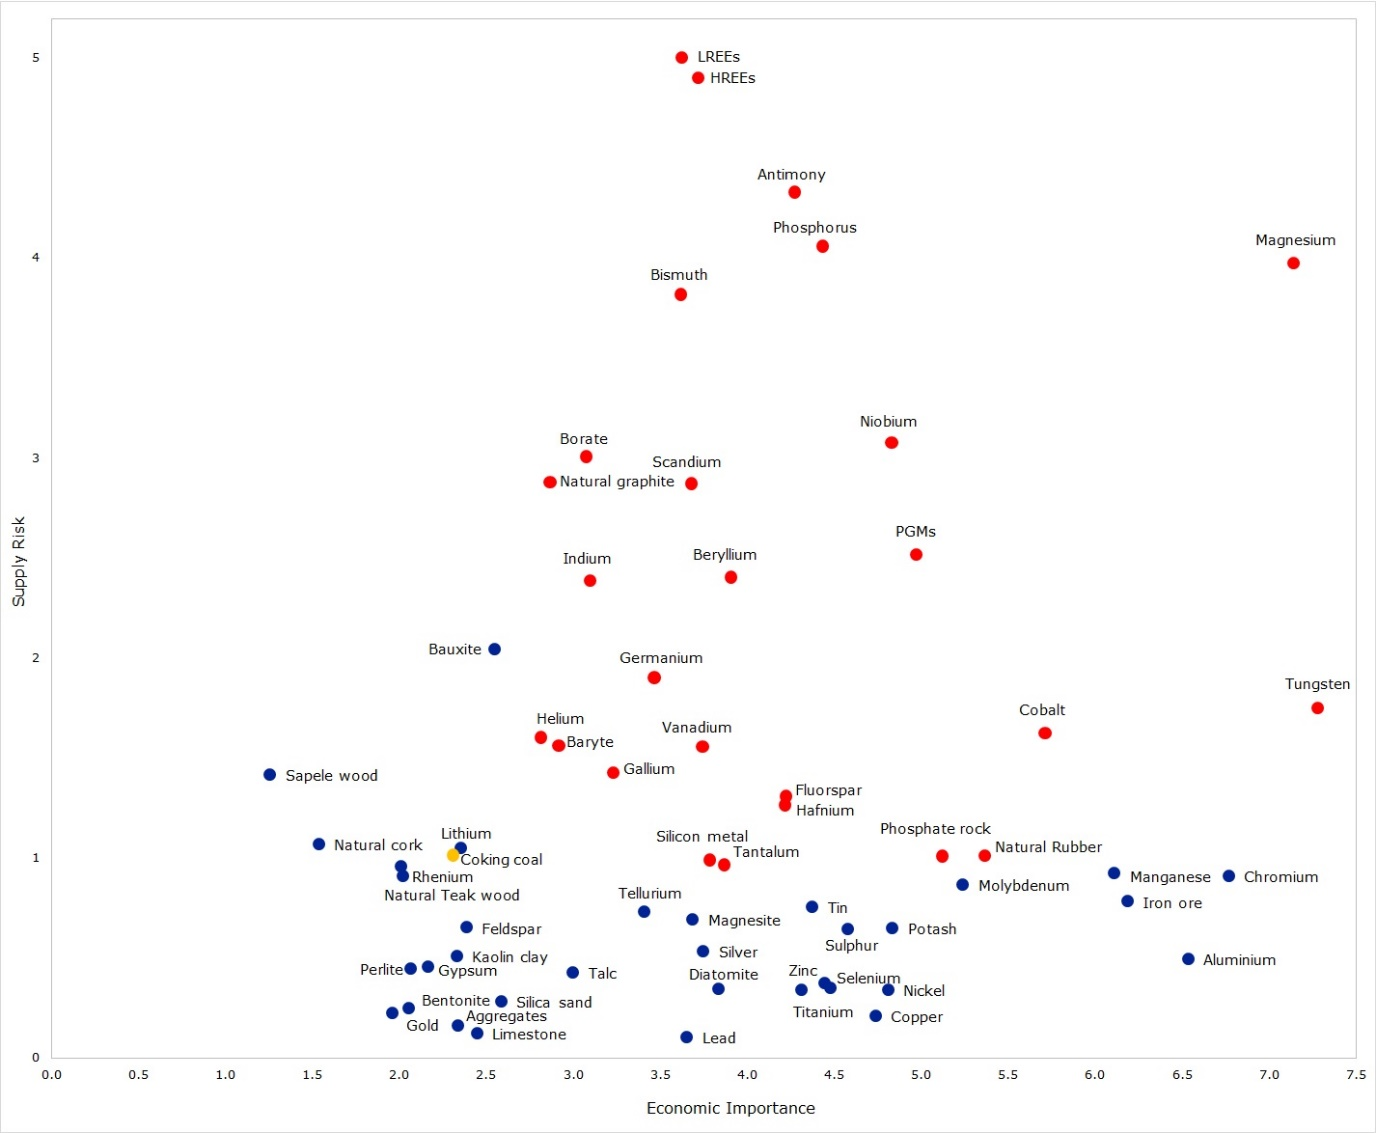 5
LREEs
HREEs
Antimony
Phosphorus
Magnesium
4
Bismuth
Niobium
Borate
3
Scandium
Natural graphite
PGMs
Indium
Beryllium
Supply Risk
Bauxite
2
Germanium
Tungsten
Helium
Cobalt
Baryte
Vanadium
Gallium
Sapele wood
Fluorspar
Hafnium
Phosphate rock
Lithium
Silicon metal
Natural cork
Natural Rubber
Tantalum
1
Coking coal
Rhenium
Manganese
Chromium
Molybdenum
Natural Teak wood
Tellurium
Iron ore
Tin
Magnesite
Feldspar
Potash
Sulphur
Silver
Kaolin clay
Aluminium
Perlite
Gypsum
Talc
Diatomite
Zinc
Selenium
Nickel
Bentonite
Silica sand
Titanium
Aggregates
Copper
Gold
Limestone
Lead
0
0.0 0.5 1.0 1.5 2.0 2.5 3.0 3.5 4.0 4.5 5.0 5.5 6.0 6.5 7.0 7.5
Economic Importance